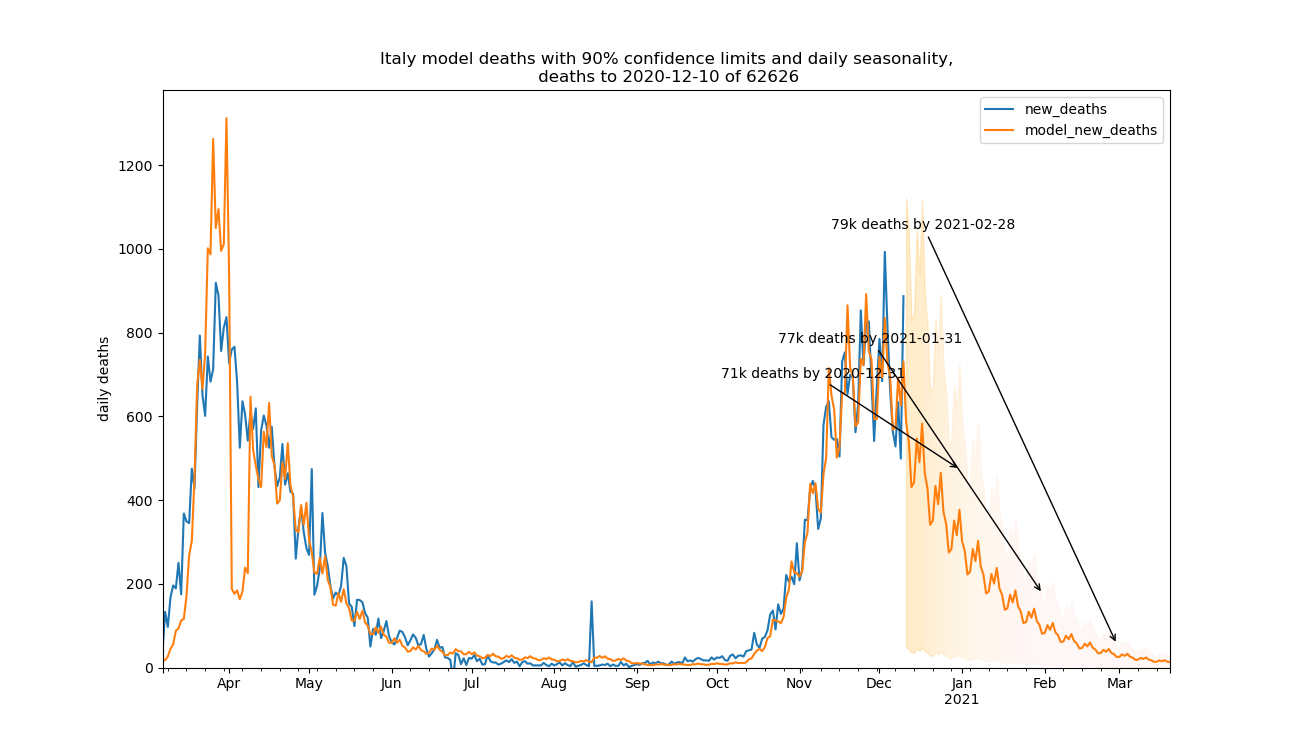 Italy model deaths with 90% confidence limits and daily seasonality,
deaths to 2020-12-10 of 62626
new_deaths
model_new_deaths
1200
1000
800
600
400
200
0
daily deaths
79k deaths by 2021-02-28
77k deaths by 2021-01-31
71k deaths by 2020-12-31
Apr May Jun Jul Aug Sep Oct Nov Dec Jan Feb Mar
2021